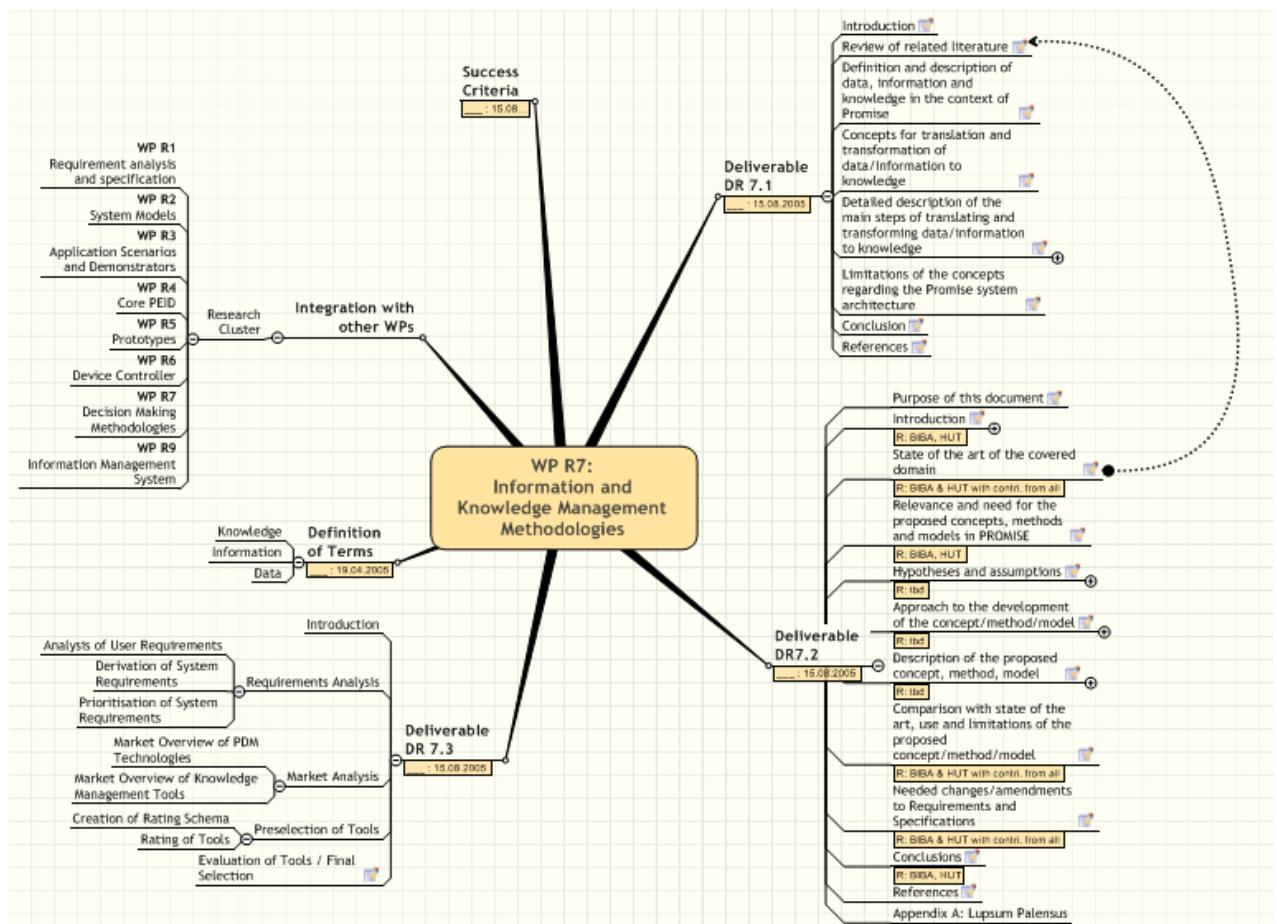 WP R7:
Information and
Knowledge Management
Methodologies
Success
Criteria
___ : 15.08...
Deliverable
DR 7.1
___ : 15.08.2005
Introduction
Review of related literature
Definition and description of
data, information and
knowledge in the context of
Promise
Concepts for translation and
transformation of
data/information to
knowledge
Detailed description of the
main steps of translating and
transforming data/information
to knowledge
Limitations of the concepts
regarding the Promise system
architecture
Conclusion
References
Deliverable
DR7.2
___ : 15.08.2005
Purpose of this document
Introduction
R: BIBA, HUT
State of the art of the covered
domain
R: BIBA & HUT with contri. from all
Relevance and need for the
proposed concepts, methods
and models in PROMISE
R: BIBA, HUT
Hypotheses and assumptions
R: tbd
Approach to the development
of the concept/method/model
R: tbd
Description of the proposed
concept, method, model
R: tbd
Comparison with state of the
art, use and limitations of the
proposed
concept/method/model
R: BIBA & HUT with contri. from all
Needed changes/amendments
to Requirements and
Specifications
R: BIBA & HUT with contri. from all
Conclusions
R: BIBA, HUT
References
Appendix A: Lupsum Palensus
Deliverable
DR 7.3
___ : 15.08.2005
Introduction
Requirements Analysis
Analysis of User Requirements
Derivation of System
Requirements
Prioritisation of System
Requirements
Market Analysis
Market Overview of PDM
Technologies
Market Overview of Knowledge
Management Tools
Preselection of Tools
Creation of Rating Schema
Rating of Tools
Evaluation of Tools / Final
Selection
Definition
of Terms
___ : 19.04.2005
Knowledge
Information
Data
Integration with
other WPs
Research
Cluster
WP R1
Requirement analysis
and specification
WP R2
System Models
WP R3
Application Scenarios
and Demonstrators
WP R4
Core PEID
WP R5
Prototypes
WP R6
Device Controller
WP R7
Decision Making
Methodologies
WP R9
Information Management
System